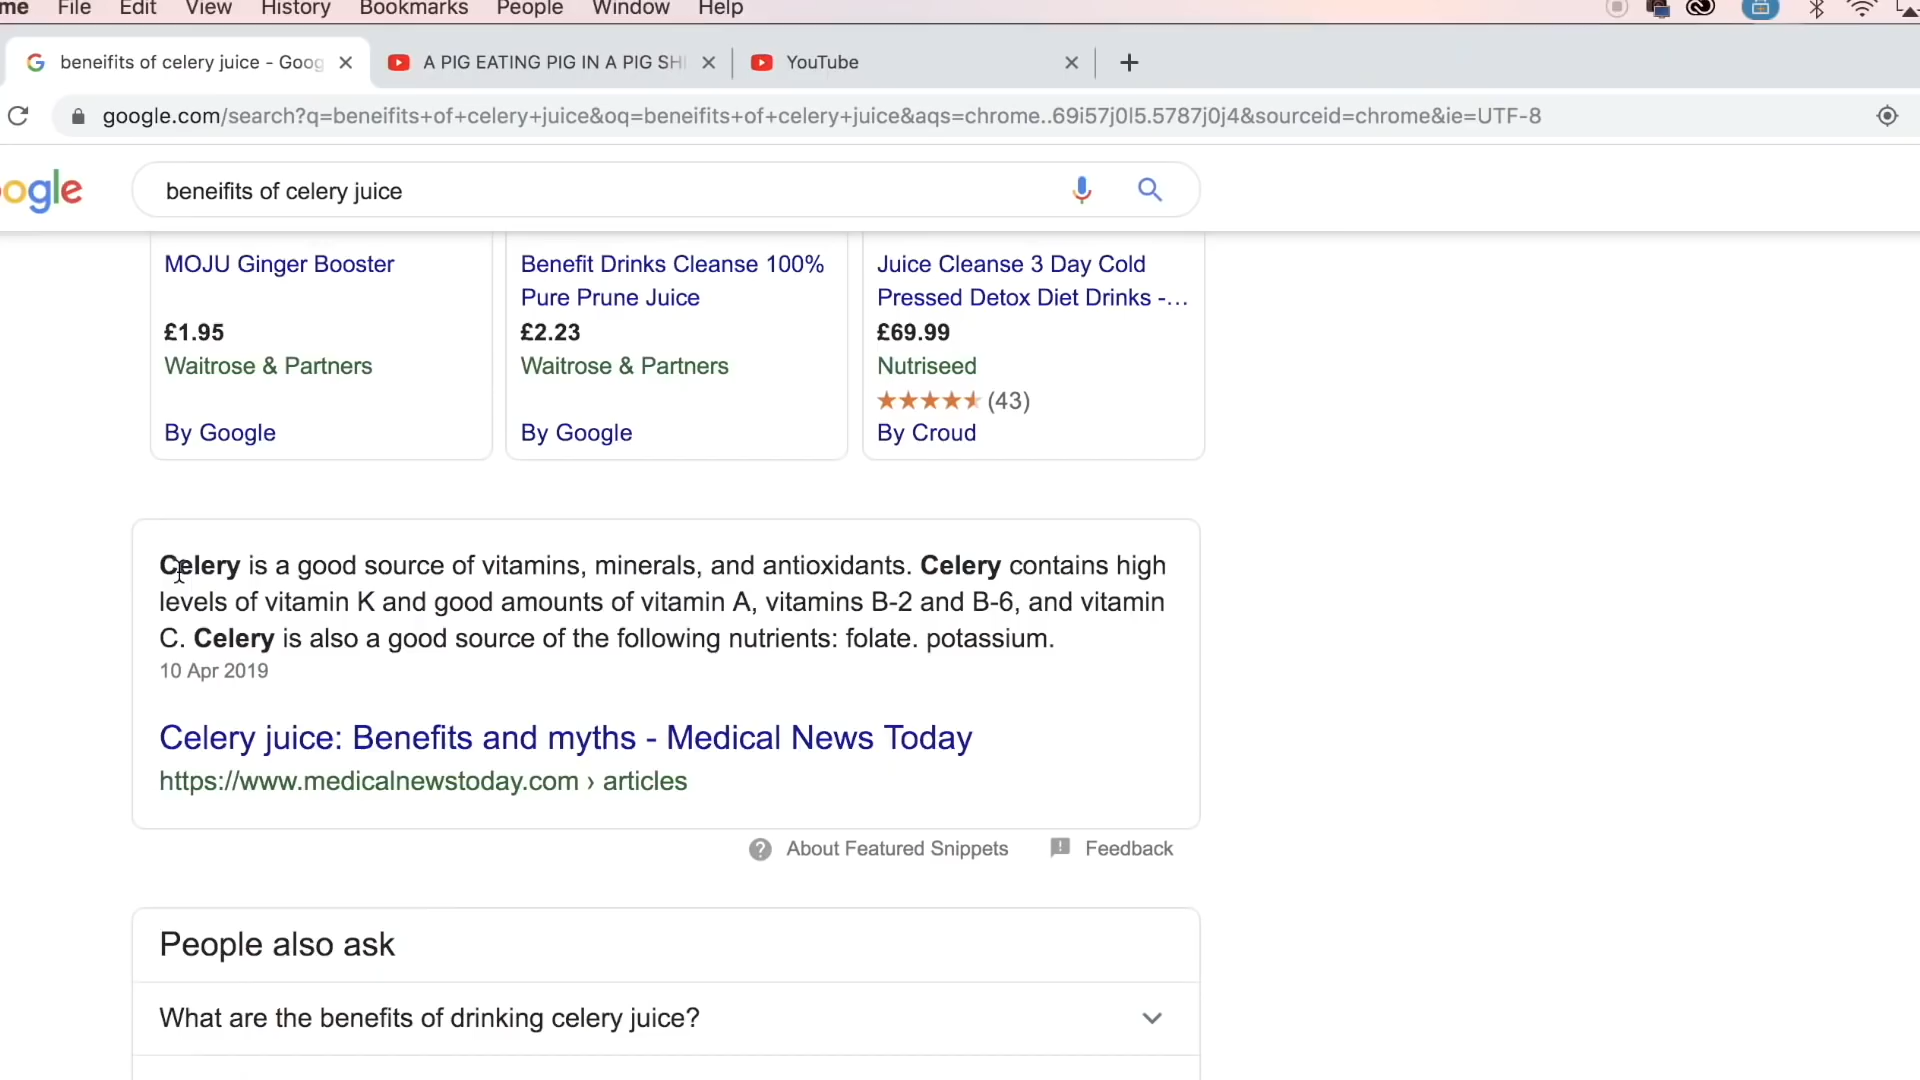 me File Edit View History Bookmarks People Window Help
beneifits of celery juice - Goog
A PIG EATING PIG IN A PIG SH
YouTube
google.com/search?q=beneifits+of+celery+juice&oq=beneifits+of+celery+juice&aqs=chrome..69i57j0l5.5787j0j4&sourceid=chrome&ie=UTF-8
ogle
beneifits of celery juice
MOJU Ginger Booster
£1.95
Waitrose & Partners
By Google
Benefit Drinks Cleanse 100%
Pure Prune Juice
£2.23
Waitrose & Partners
By Google
Juice Cleanse 3 Day Cold
Pressed Detox Diet Drinks -...
£69.99
Nutriseed
(43)
By Croud
Celery is a good source of vitamins, minerals, and antioxidants. Celery contains high
levels of vitamin K and good amounts of vitamin A, vitamins B-2 and B-6, and vitamin
C. Celery is also a good source of the following nutrients: folate. potassium.
10 Apr 2019
Celery juice: Benefits and myths - Medical News Today
https://www.medicalnewstoday.com › articles
About Featured Snippets
Feedback
People also ask
What are the benefits of drinking celery juice?